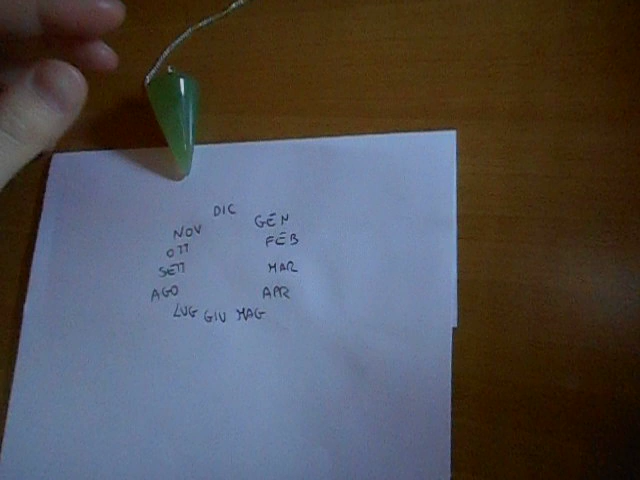 DIC
GEN
FEB
MAR
APR
MAG
GIU
LUG
AGO
SETT
OTT
NOV